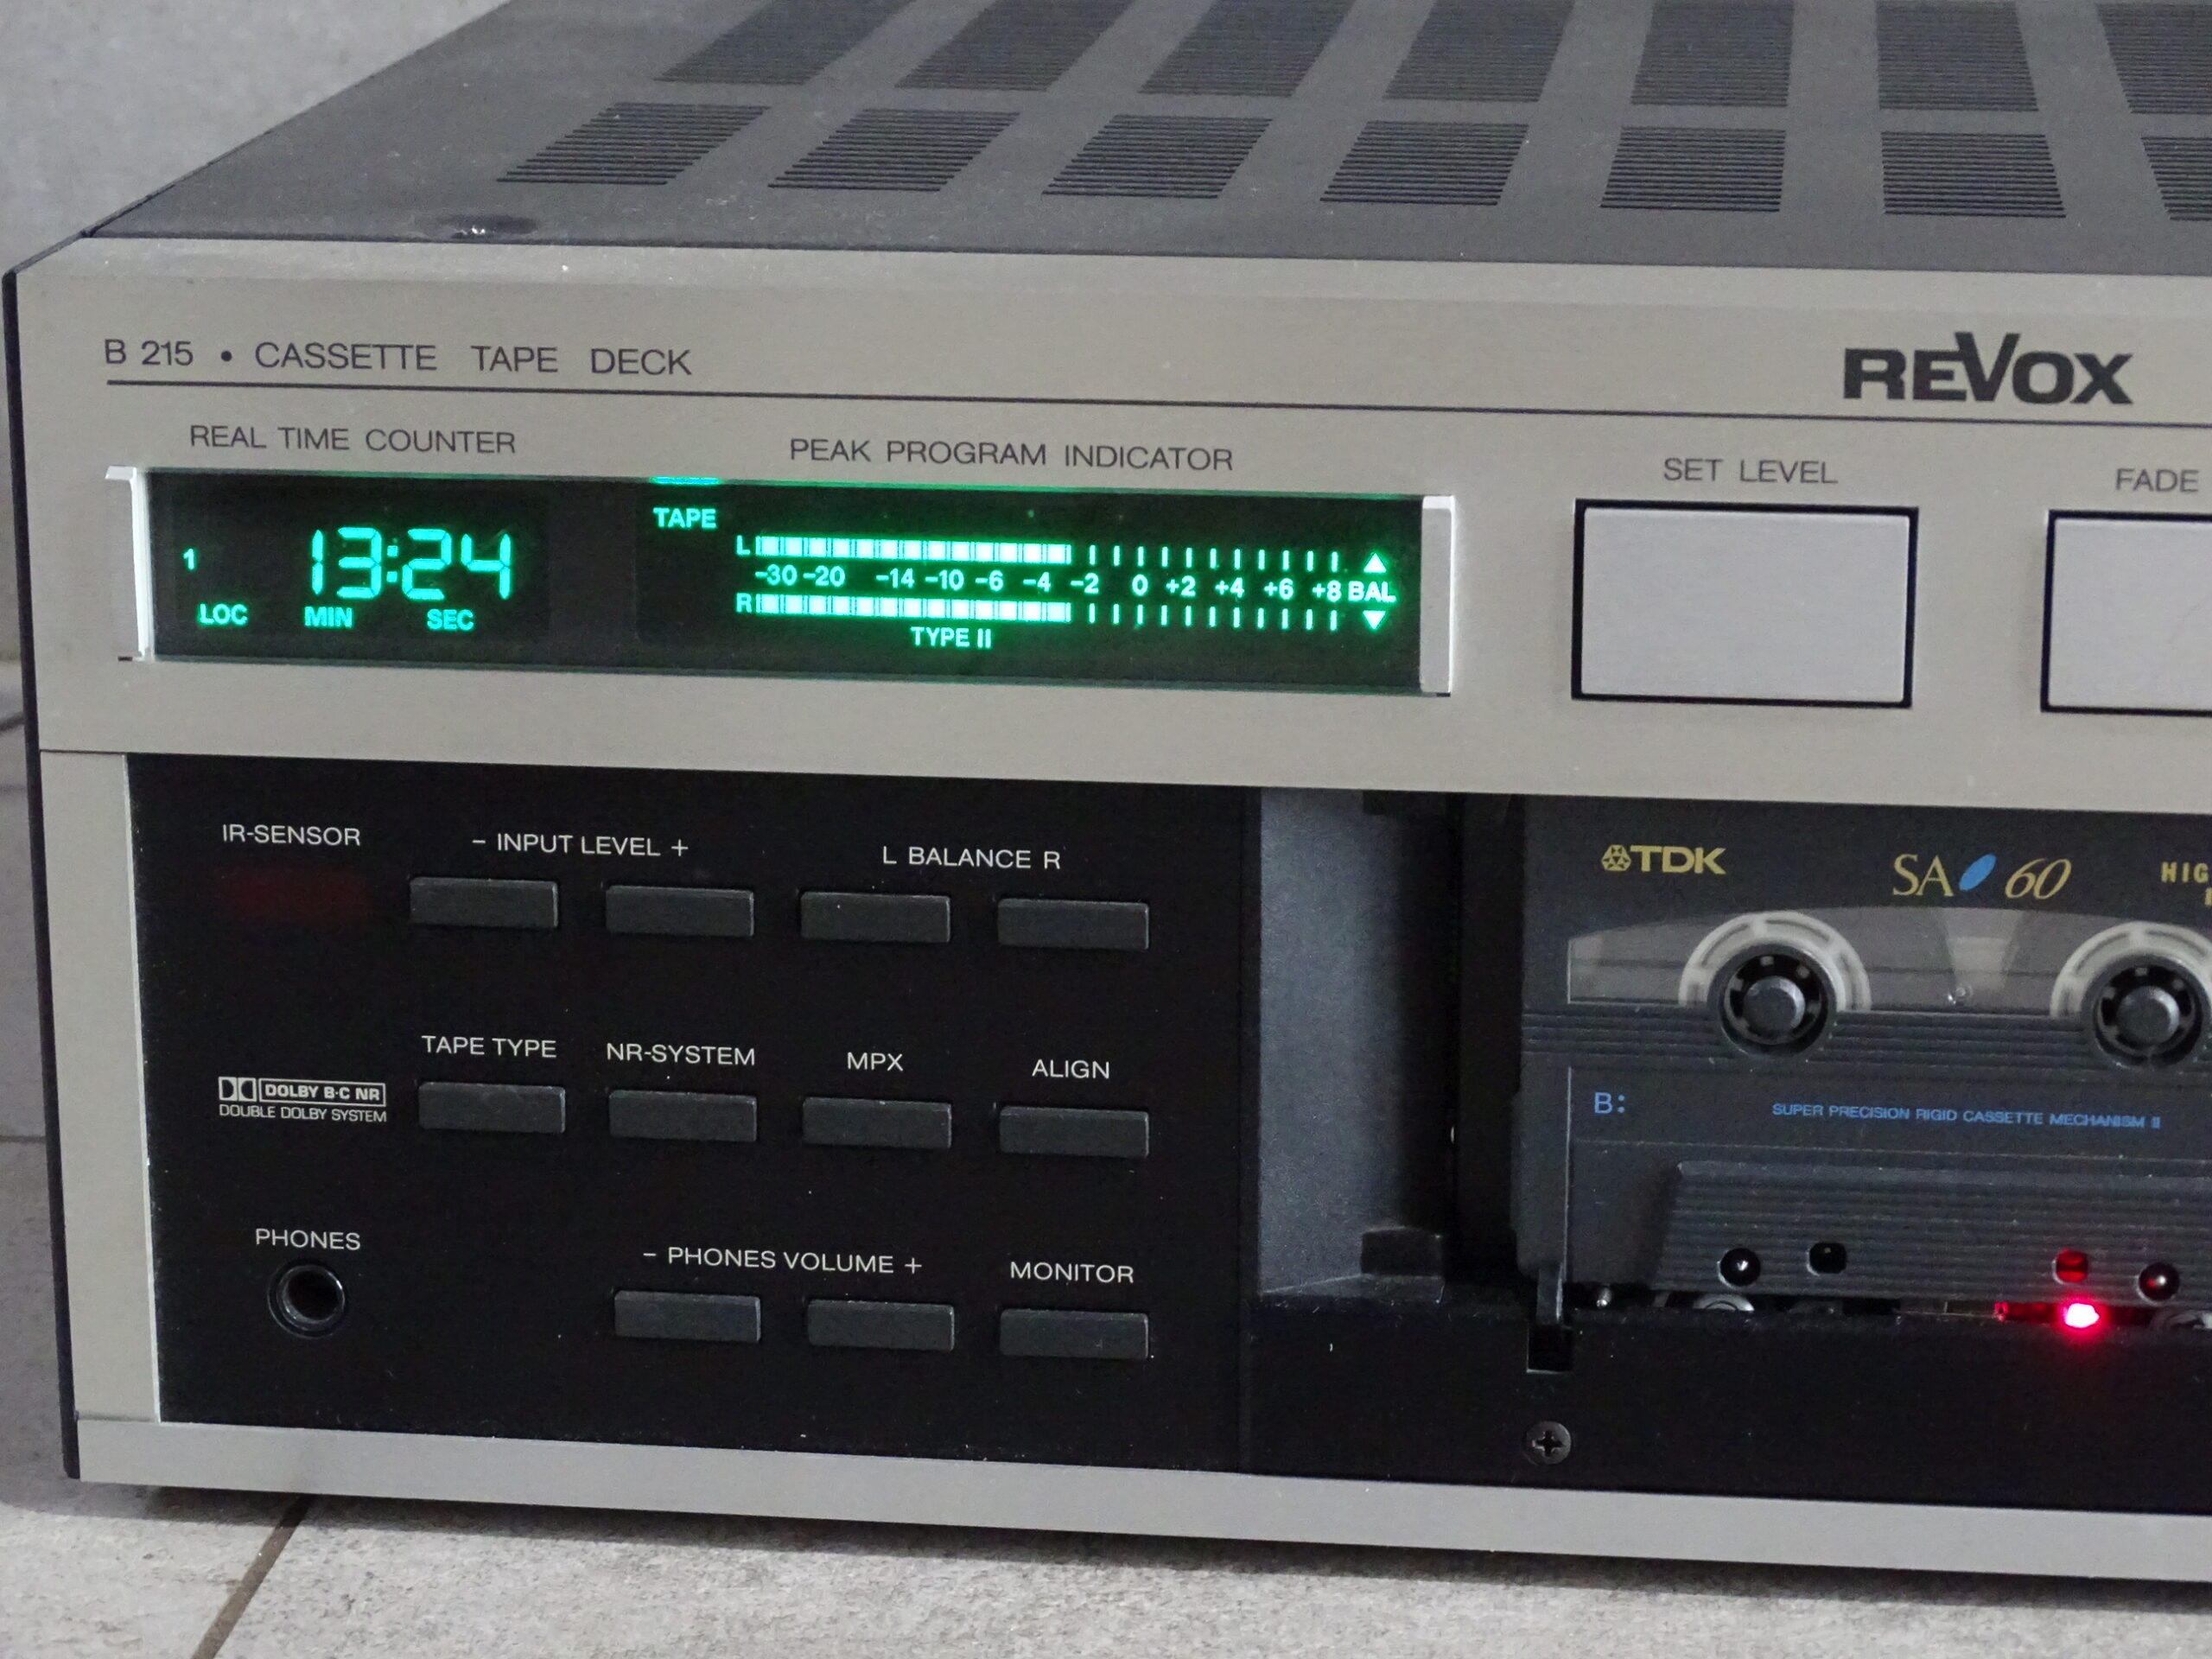 B 215 • CASSETTE TAPE DECK
REVOX
REAL TIME COUNTER
PEAK PROGRAM INDICATOR
SET LEVEL
FADE
1 13:24
LOC MIN SEC
TAPE
L
-30 -20 -14 -10 -6 -4 -2 0 +2 +4 +6 +8 BAL
R
TYPE II
IR-SENSOR
- INPUT LEVEL +
L BALANCE R
TDK
SA 60
HIG
TAPE TYPE
NR-SYSTEM
MPX
ALIGN
DOLBY B·C NR
DOUBLE DOLBY SYSTEM
B:
SUPER PRECISION RIGID CASSETTE MECHANISM II
PHONES
- PHONES VOLUME +
MONITOR